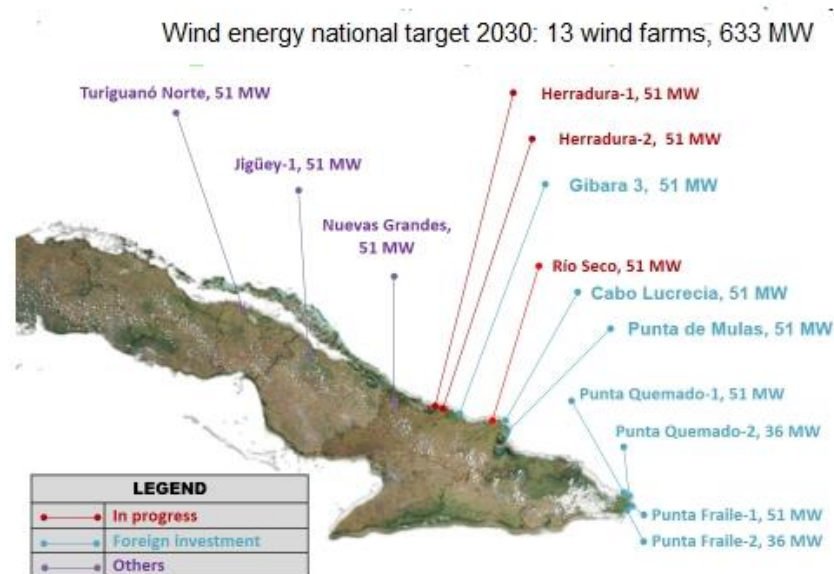 Wind energy national target 2030: 13 wind farms, 633 MW
Turiguanó Norte, 51 MW
Herradura-1, 51 MW
Herradura-2, 51 MW
Jigüey-1, 51 MW
Gibara 3, 51 MW
Nuevas Grandes,
51 MW
Río Seco, 51 MW
Cabo Lucrecia, 51 MW
Punta de Mulas, 51 MW
Punta Quemado-1, 51 MW
Punta Quemado-2, 36 MW
Punta Fraile-1, 51 MW
Punta Fraile-2, 36 MW
LEGEND
In progress
Foreign investment
Others